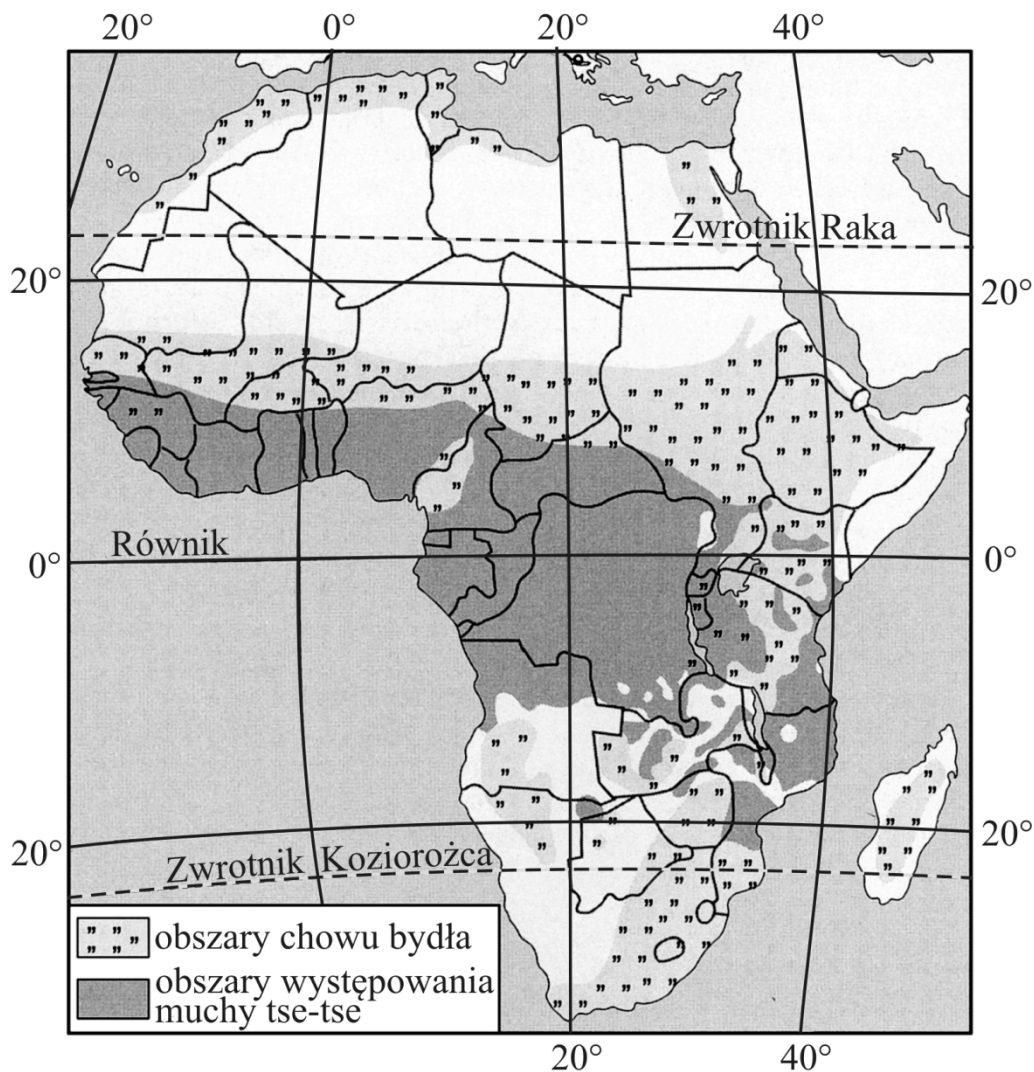 20° 0° 20° 40°
Zwrotnik Raka
20° 20°
Równik
0° 0°
20° 20°
Zwrotnik Koziorożca
obszary chowu bydła
obszary występowania
muchy tse-tse
20° 40°